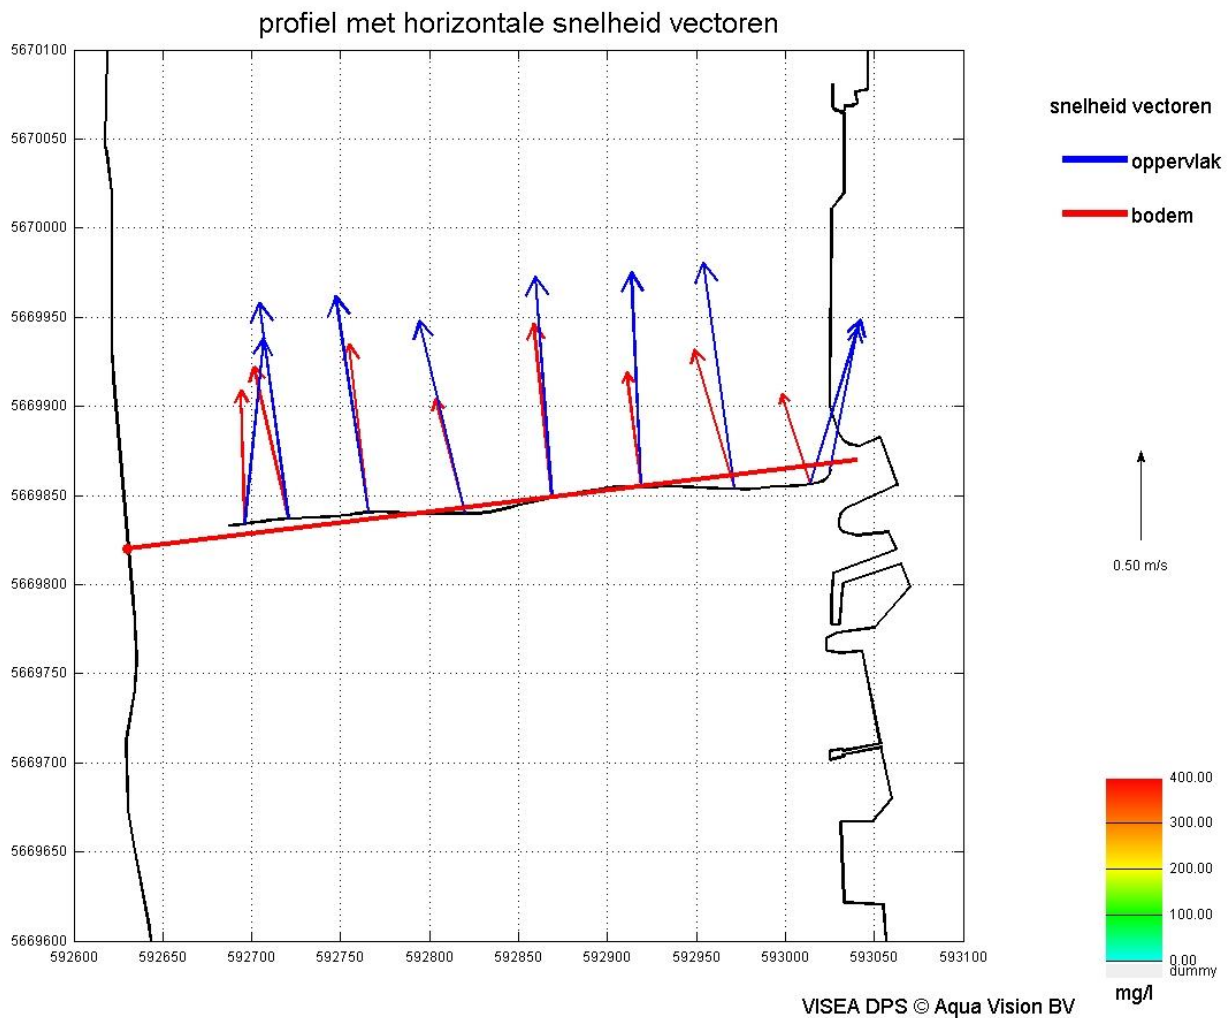 profiel met horizontale snelheid vectoren
5670100
5670050
5670000
5669950
5669900
5669850
5669800
5669750
5669700
5669650
5669600
592600 592650 592700 592750 592800 592850 592900 592950 593000 593050 593100
snelheid vectoren
oppervlak
bodem
0.50 m/s
400.00
300.00
200.00
100.00
0.00
dummy
mg/l
VISEA DPS © Aqua Vision BV